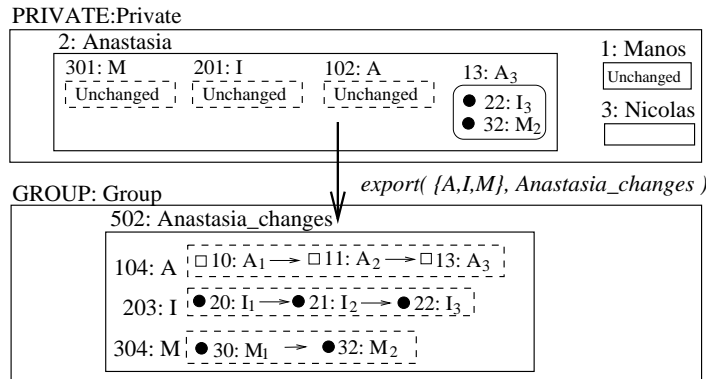 PRIVATE:Private
2: Anastasia
301: M
201: I
102: A
13: A3
1: Manos
Unchanged
Unchanged
Unchanged
Unchanged
22: I3
32: M2
3: Nicolas
export( {A,I,M}, Anastasia_changes )
GROUP: Group
502: Anastasia_changes
104: A
10: A1
11: A2
13: A3
203: I
20: I1
21: I2
22: I3
304: M
30: M1
32: M2